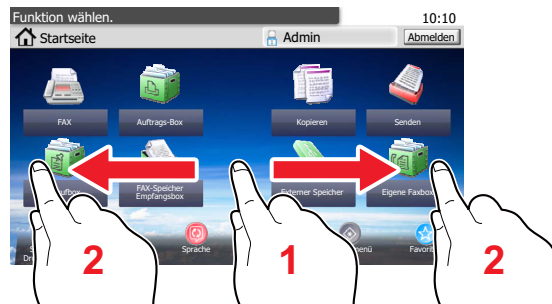 Funktion wählen.
10:10
Startseite
Admin
Abmelden
FAX
Auftrags-Box
Kopieren
Senden
FAX-Speicher
Empfangsbox
Externer Speicher
Eigene Faxbox
Sprache
2
1
2